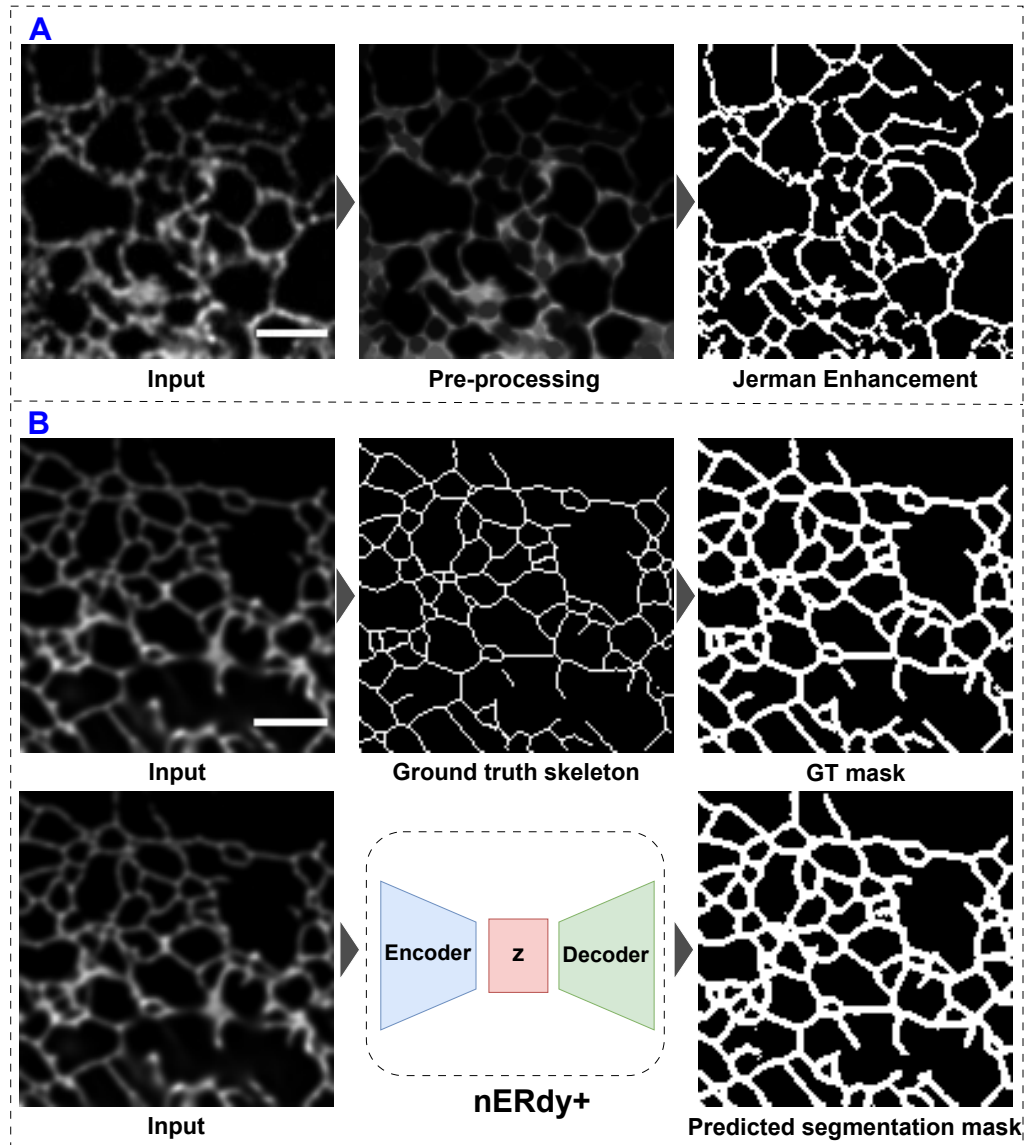 A
Input
Pre-processing
Jerman Enhancement
B
Input
Ground truth skeleton
GT mask
Encoder
z
Decoder
nERdy+
Input
Predicted segmentation mask